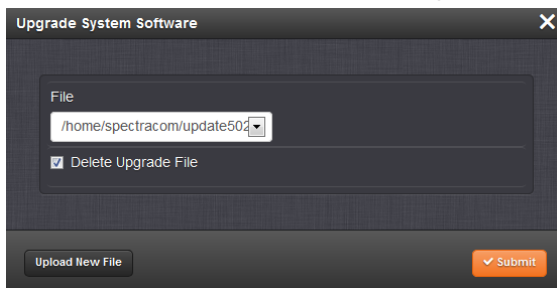 Upgrade System Software
File
/home/spectracom/update502
Delete Upgrade File
Upload New File
Submit